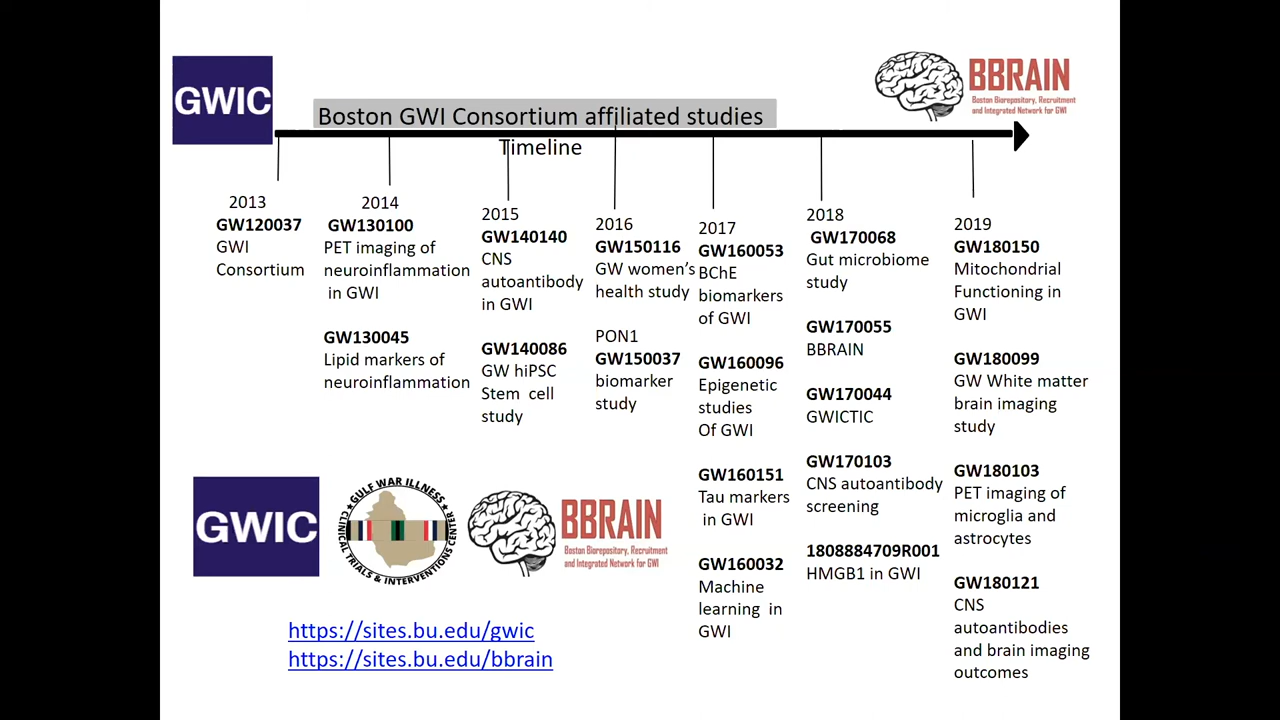 GWIC
Boston GWI Consortium affiliated studies
Timeline
BBRAIN
Boston Biorepository, Recruitment
and Integrated Network for GWI
2013
GW120037
GWI
Consortium
2014
GW130100
PET imaging of
neuroinflammation
in GWI
GW130045
Lipid markers of
neuroinflammation
2015
GW140140
CNS
autoantibody
in GWI
GW140086
GW hiPSC
Stem cell
study
2016
GW150116
GW women's
health study
PON1
GW150037
biomarker
study
2017
GW160053
BChE
biomarkers
of GWI
GW160096
Epigenetic
studies
Of GWI
GW160151
Tau markers
in GWI
GW160032
Machine
learning in
GWI
2018
GW170068
Gut microbiome
study
GW170055
BBRAIN
GW170044
GWICTIC
GW170103
CNS autoantibody
screening
1808884709R001
HMGB1 in GWI
2019
GW180150
Mitochondrial
Functioning in
GWI
GW180099
GW White matter
brain imaging
study
GW180103
PET imaging of
microglia and
astrocytes
GW180121
CNS
autoantibodies
and brain imaging
outcomes
GWIC
GULF WAR ILLNESS
CLINICAL TRIALS & INTERVENTIONS CENTER
BBRAIN
Boston Biorepository, Recruitment
and Integrated Network for GWI
https://sites.bu.edu/gwic
https://sites.bu.edu/bbrain